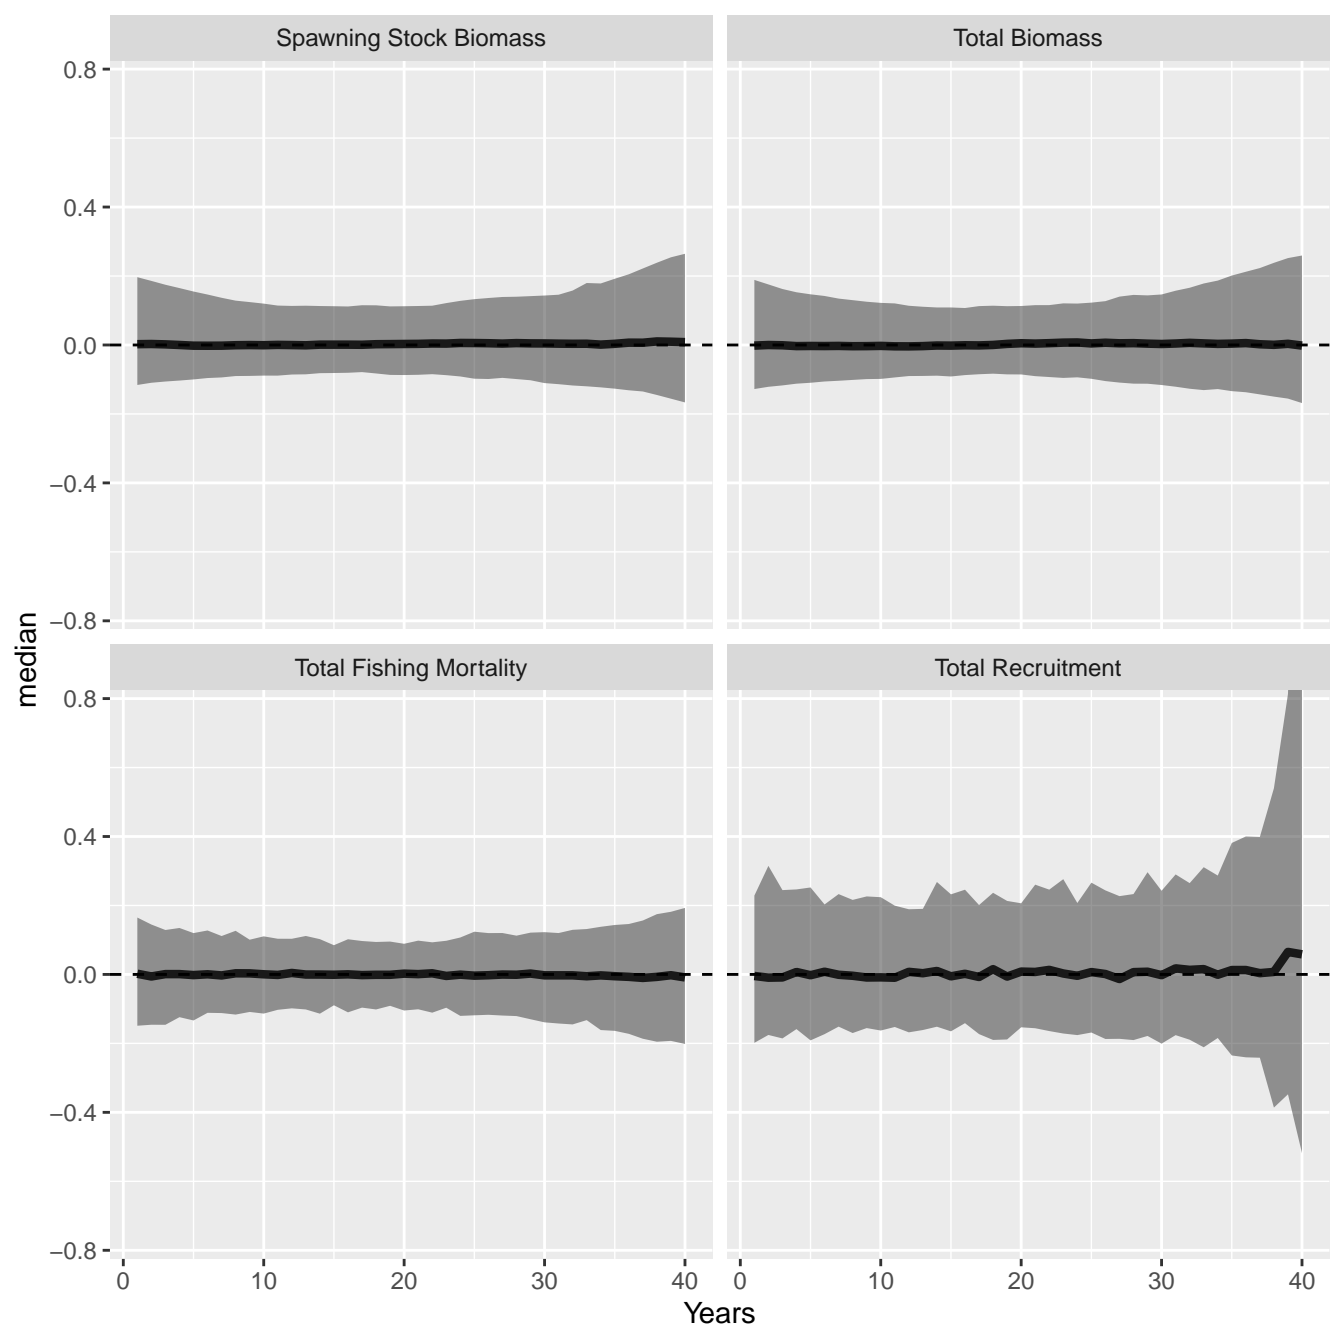 Spawning Stock Biomass
Total Biomass
0.8
0.4
0.0
−0.4
−0.8
median
Total Fishing Mortality
Total Recruitment
0.8
0.4
0.0
−0.4
−0.8
0 10 20 30 40
0 10 20 30 40
Years